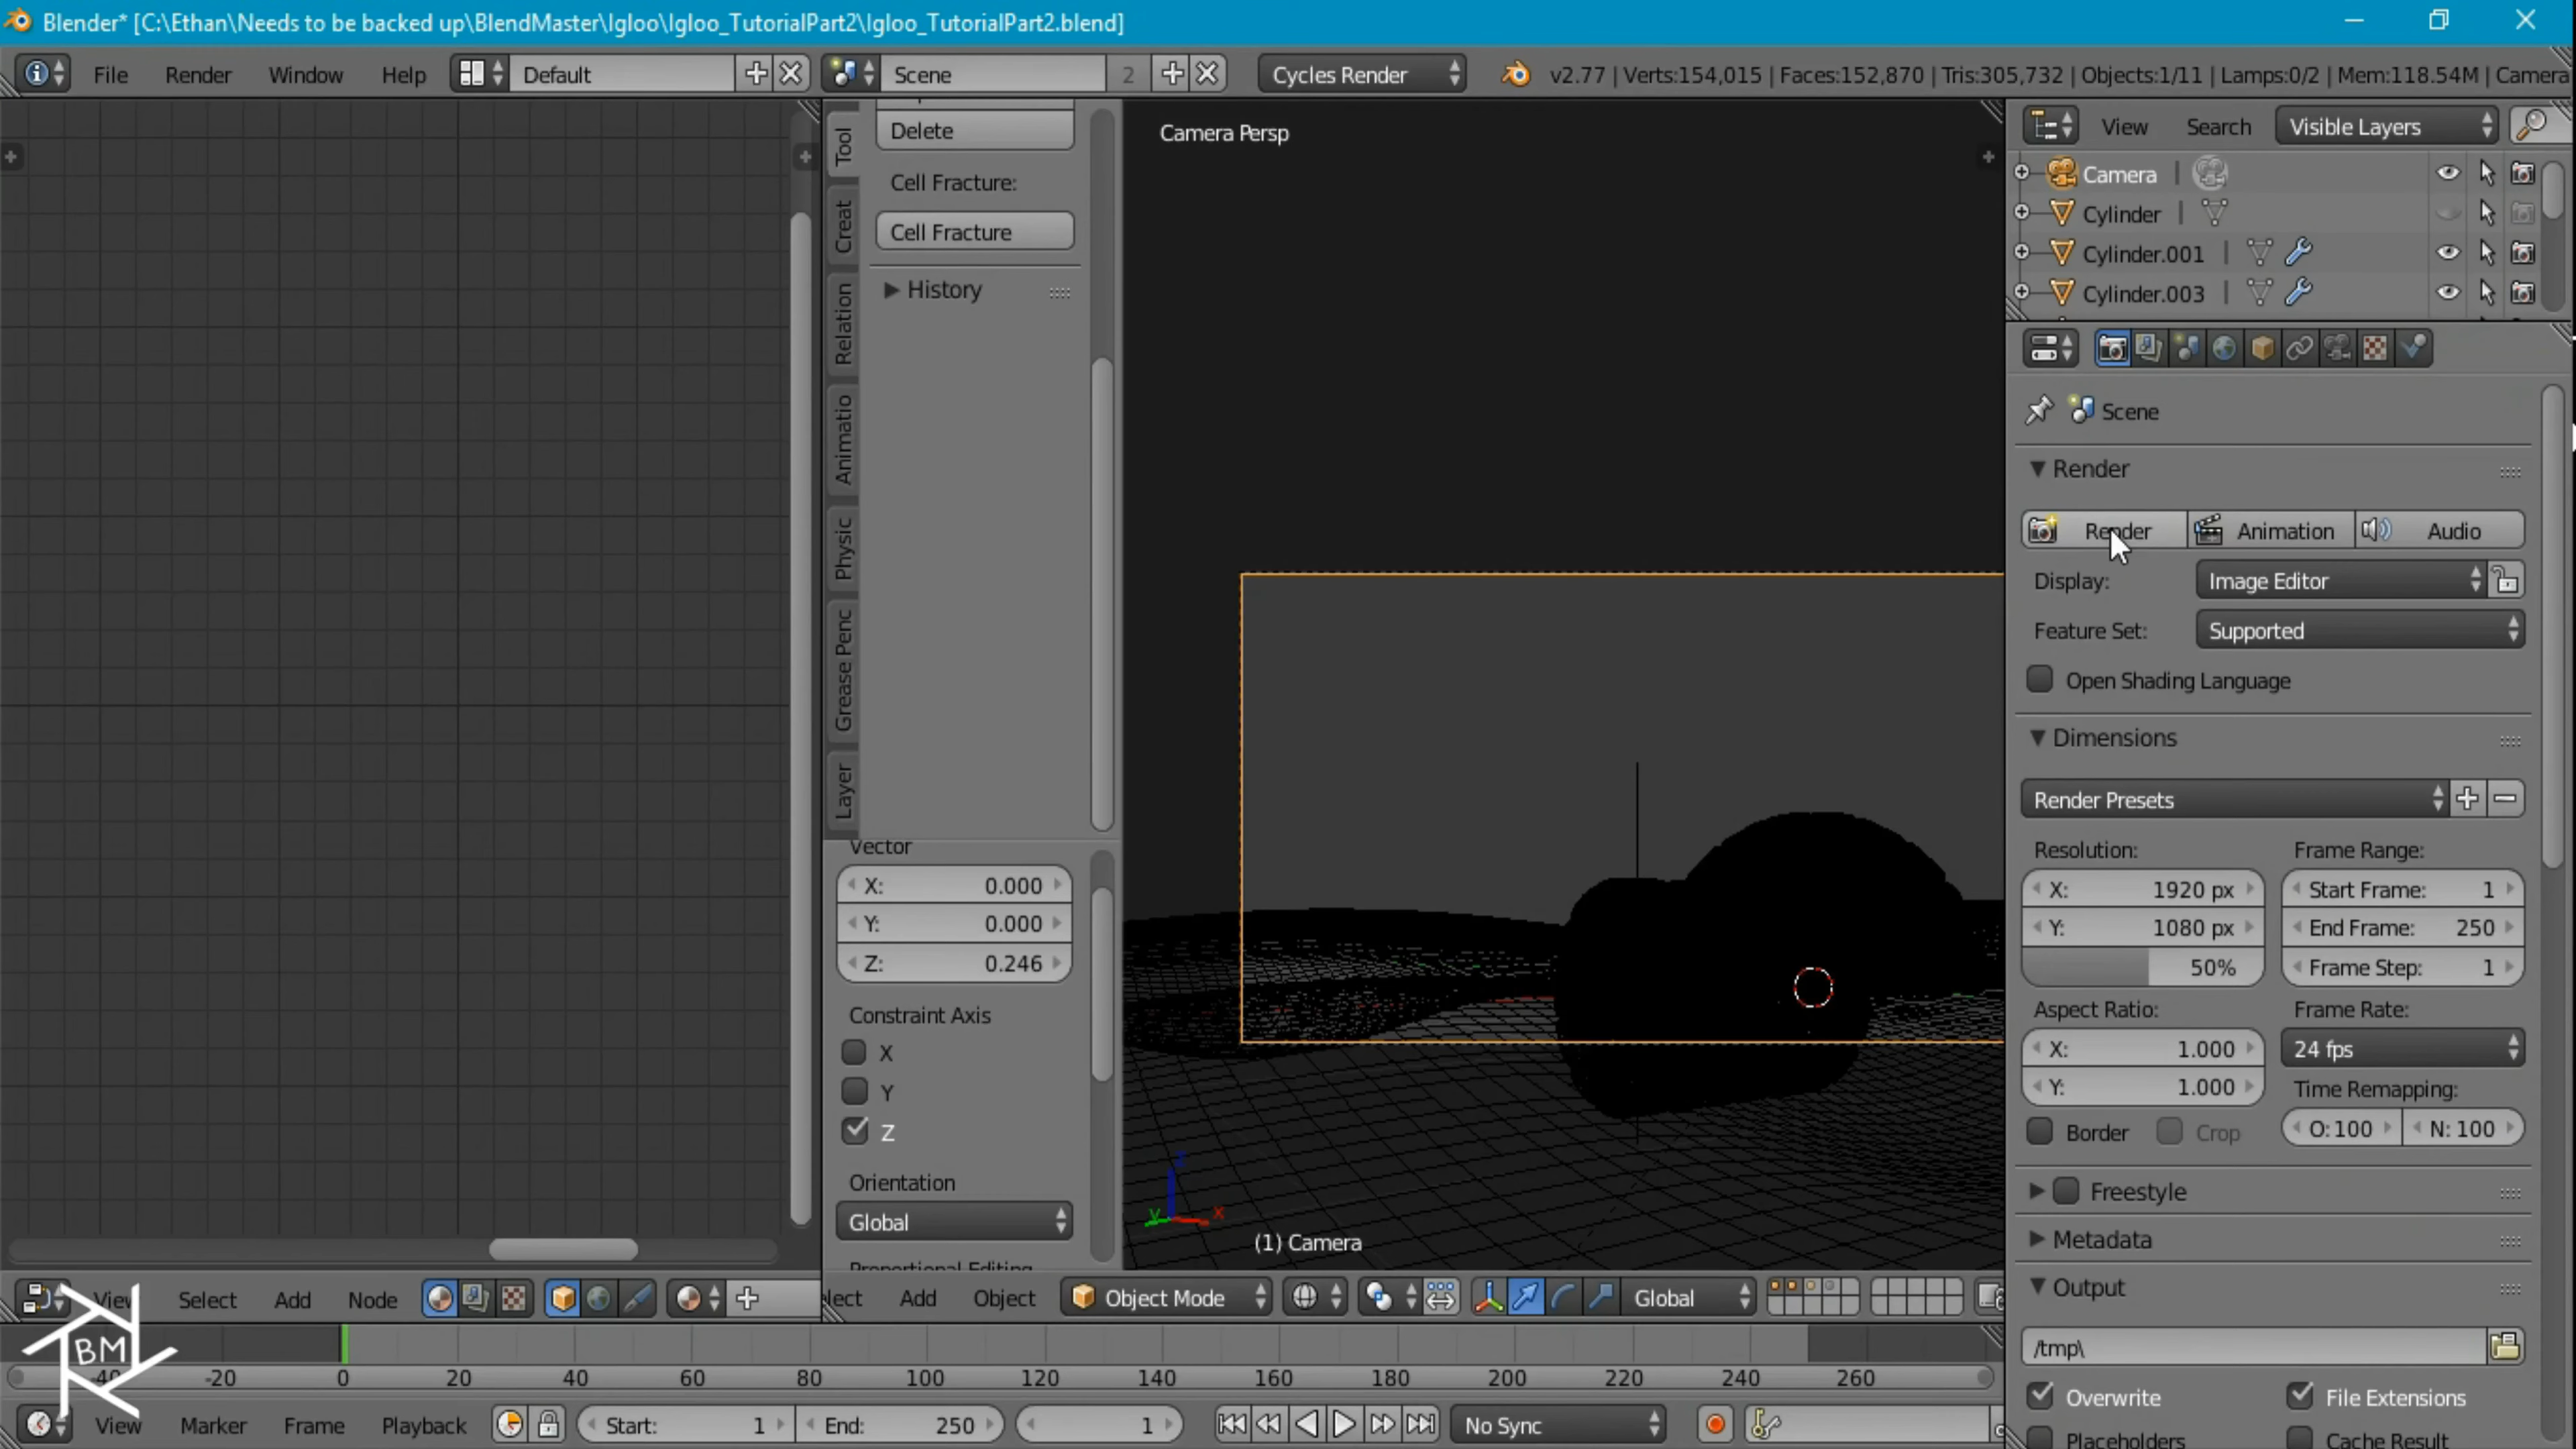 Blender* [C:\Ethan\Needs to be backed up\BlendMaster\Igloo\Igloo_TutorialPart2\Igloo_TutorialPart2.blend]
File Render Window Help Default Scene 2 Cycles Render v2.77 | Verts:154,015 | Faces:152,870 | Tris:305,732 | Objects:1/11 | Lamps:0/2 | Mem:118.54M | Camera
Tool
Creat
Relation
Animatio
Physic
Grease Penc
Layer
Delete
Cell Fracture:
Cell Fracture
History
Vector
X: 0.000
Y: 0.000
Z: 0.246
Constraint Axis
X
Y
Z
Orientation
Global
Proportional Editing
Camera Persp
Z
Y
X
(1) Camera
View Search Visible Layers
Camera
Cylinder
Cylinder.001
Cylinder.003
Scene
Render
Render Animation Audio
Display: Image Editor
Feature Set: Supported
Open Shading Language
Dimensions
Render Presets
Resolution: Frame Range:
X: 1920 px Start Frame: 1
Y: 1080 px End Frame: 250
50% Frame Step: 1
Aspect Ratio: Frame Rate:
X: 1.000 24 fps
Y: 1.000 Time Remapping:
Border Crop O: 100 N: 100
Freestyle
Metadata
Output
/tmp\
Overwrite File Extensions
Placeholders Cache Result
View Select Add Node
lect Add Object Object Mode Global
BM
-40 -20 0 20 40 60 80 100 120 140 160 180 200 220 240 260
View Marker Frame Playback Start: 1 End: 250 1 No Sync